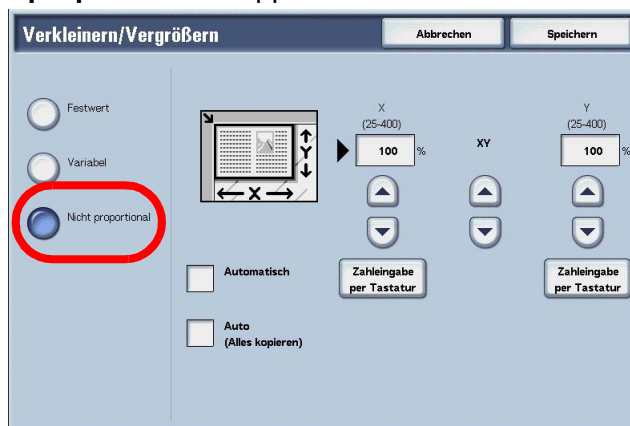 Verkleinern/Vergrößern
Abbrechen
Speichern
Festwert
Variabel
Nicht proportional
X
(25-400)
100 %
XY
Y
(25-400)
100 %
Y
X
Automatisch
Auto
(Alles kopieren)
Zahleingabe
per Tastatur
Zahleingabe
per Tastatur